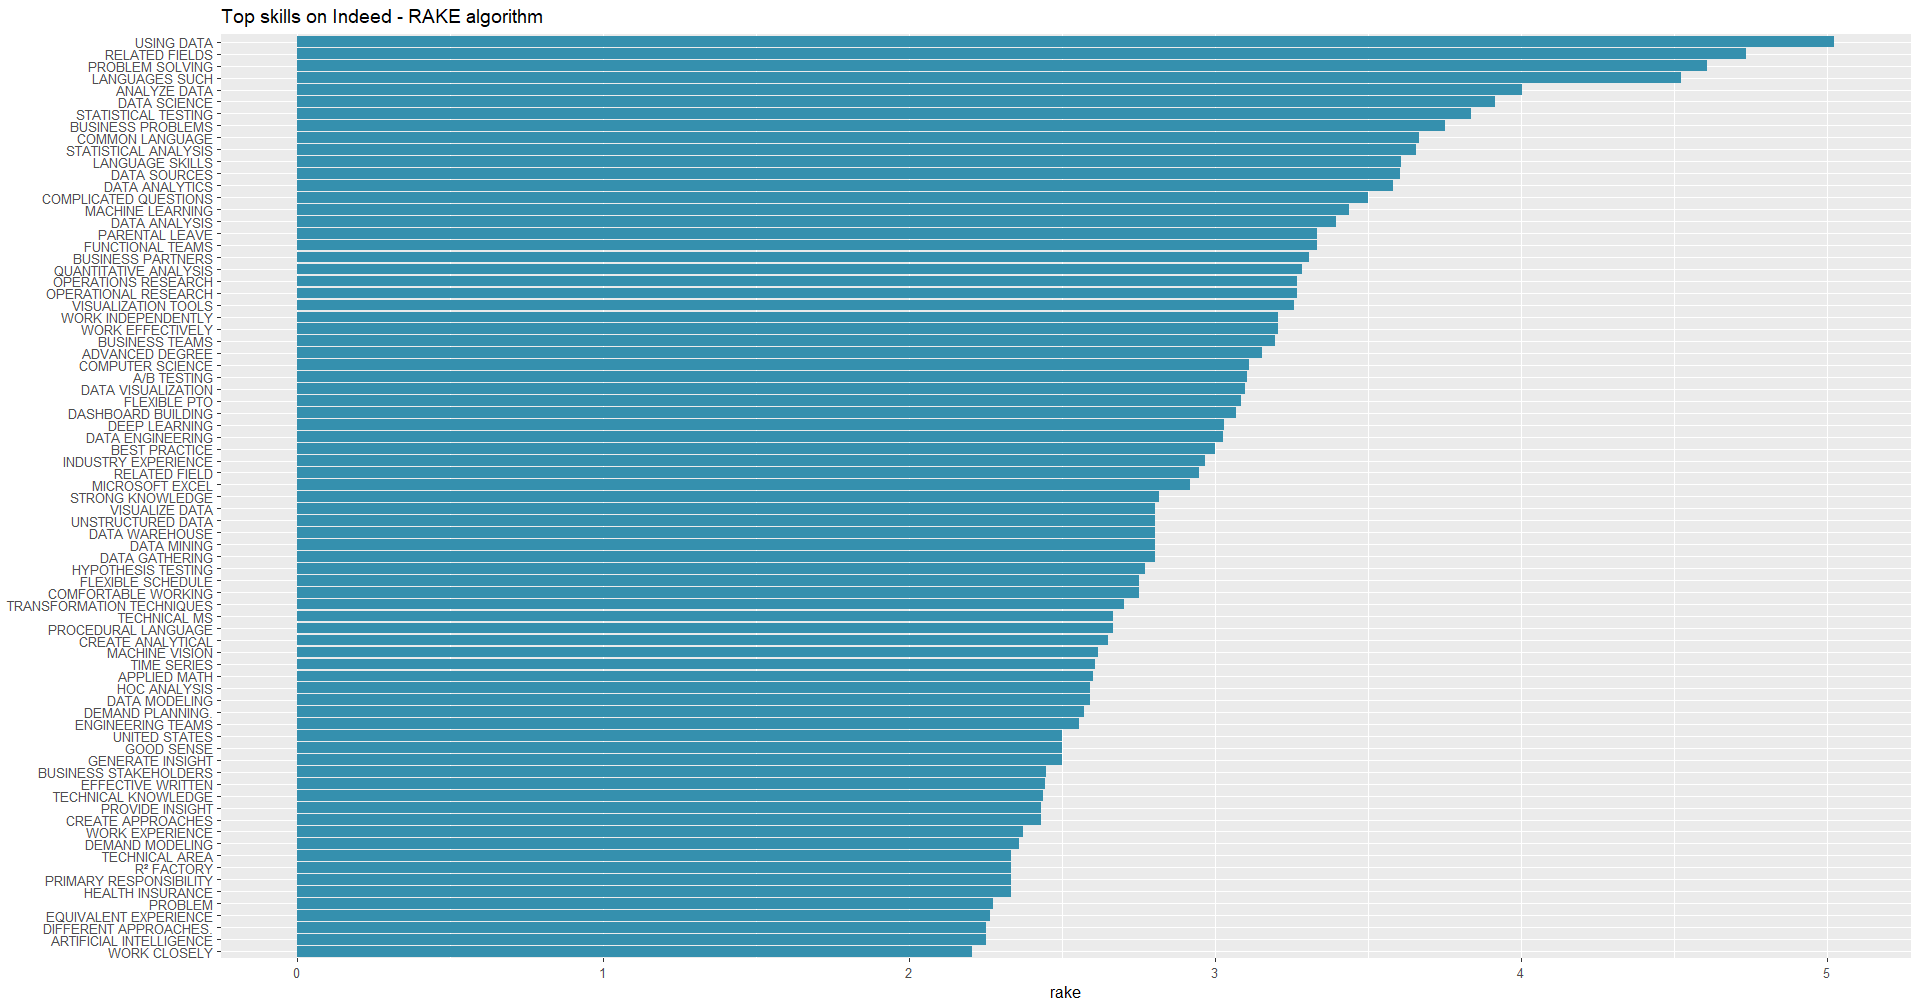 Top skills on Indeed - RAKE algorithm
USING DATA
RELATED FIELDS
PROBLEM SOLVING
LANGUAGES SUCH
ANALYZE DATA
DATA SCIENCE
STATISTICAL TESTING
BUSINESS PROBLEMS
COMMON LANGUAGE
STATISTICAL ANALYSIS
LANGUAGE SKILLS
DATA SOURCES
DATA ANALYTICS
COMPLICATED QUESTIONS
MACHINE LEARNING
DATA ANALYSIS
PARENTAL LEAVE
FUNCTIONAL TEAMS
BUSINESS PARTNERS
QUANTITATIVE ANALYSIS
OPERATIONS RESEARCH
OPERATIONAL RESEARCH
VISUALIZATION TOOLS
WORK INDEPENDENTLY
WORK EFFECTIVELY
BUSINESS TEAMS
ADVANCED DEGREE
COMPUTER SCIENCE
A/B TESTING
DATA VISUALIZATION
FLEXIBLE PTO
DASHBOARD BUILDING
DEEP LEARNING
DATA ENGINEERING
BEST PRACTICE
INDUSTRY EXPERIENCE
RELATED FIELD
MICROSOFT EXCEL
STRONG KNOWLEDGE
VISUALIZE DATA
UNSTRUCTURED DATA
DATA WAREHOUSE
DATA MINING
DATA GATHERING
HYPOTHESIS TESTING
FLEXIBLE SCHEDULE
COMFORTABLE WORKING
TRANSFORMATION TECHNIQUES
TECHNICAL MS
PROCEDURAL LANGUAGE
CREATE ANALYTICAL
MACHINE VISION
TIME SERIES
APPLIED MATH
HOC ANALYSIS
DATA MODELING
DEMAND PLANNING.
ENGINEERING TEAMS
UNITED STATES
GOOD SENSE
GENERATE INSIGHT
BUSINESS STAKEHOLDERS
EFFECTIVE WRITTEN
TECHNICAL KNOWLEDGE
PROVIDE INSIGHT
CREATE APPROACHES
WORK EXPERIENCE
DEMAND MODELING
TECHNICAL AREA
R² FACTORY
PRIMARY RESPONSIBILITY
HEALTH INSURANCE
PROBLEM
EQUIVALENT EXPERIENCE
DIFFERENT APPROACHES.
ARTIFICIAL INTELLIGENCE
WORK CLOSELY
0 1 2 3 4 5
rake